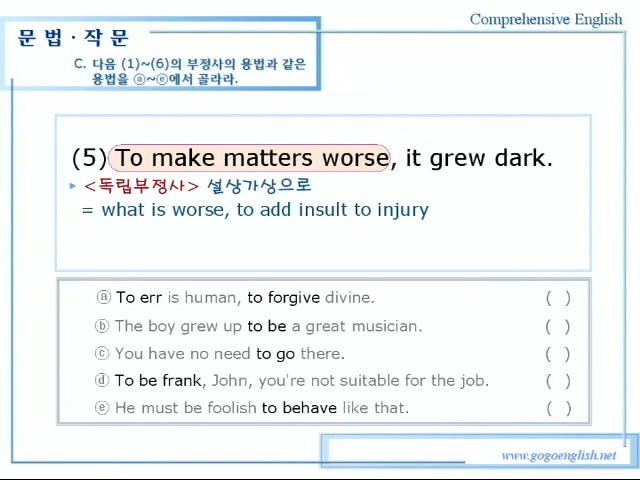 Comprehensive English
문 법 · 작 문
C. 다음 (1)~(6)의 부정사의 용법과 같은
용법을 ⓐ~ⓔ에서 골라라.
(5) To make matters worse, it grew dark.
▸ <독립부정사> 설상가상으로
= what is worse, to add insult to injury
ⓐ To err is human, to forgive divine. ( )
ⓑ The boy grew up to be a great musician. ( )
ⓒ You have no need to go there. ( )
ⓓ To be frank, John, you're not suitable for the job. ( )
ⓔ He must be foolish to behave like that. ( )
www.gogoenglish.net